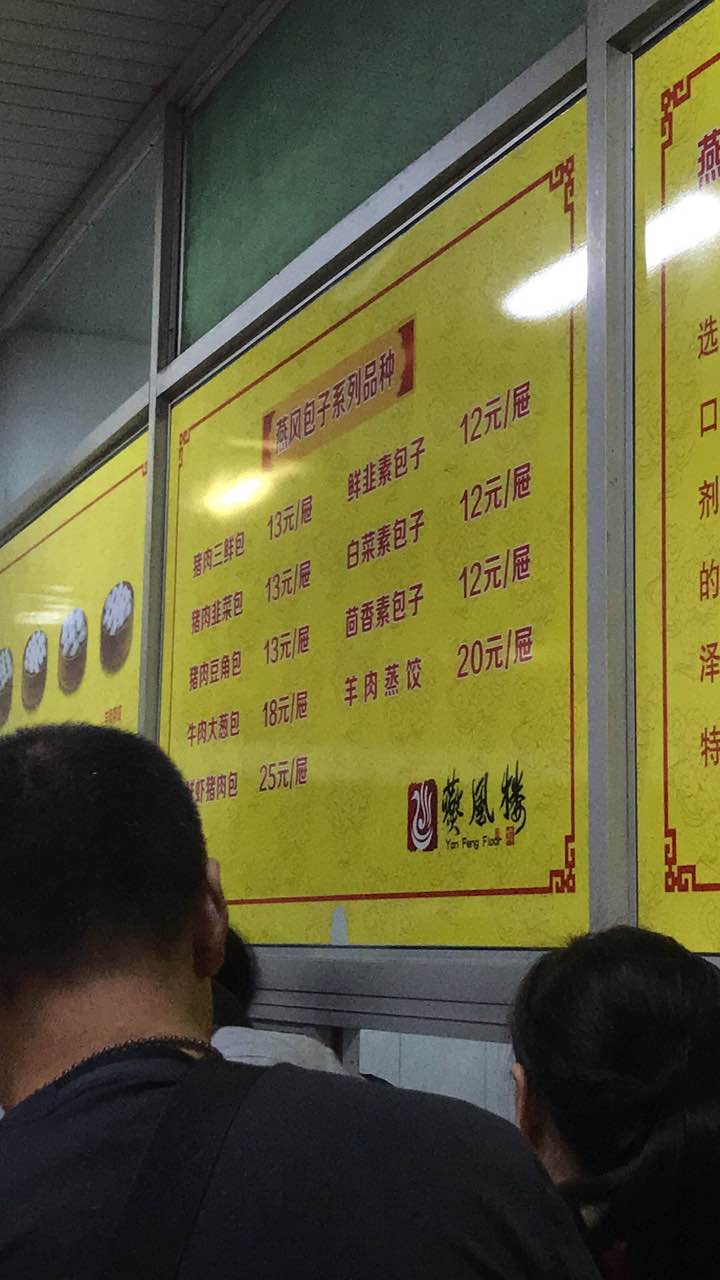 燕风包子系列品种
猪肉三鲜包 13元/屉
猪肉韭菜包 13元/屉
猪肉豆角包 13元/屉
牛肉大葱包 18元/屉
虾猪肉包 25元/屉
鲜韭素包子 12元/屉
白菜素包子 12元/屉
茴香素包子 12元/屉
羊肉蒸饺 20元/屉
燕凰楼
Yan Feng Floor
燕
选
口
剂
的
泽
特